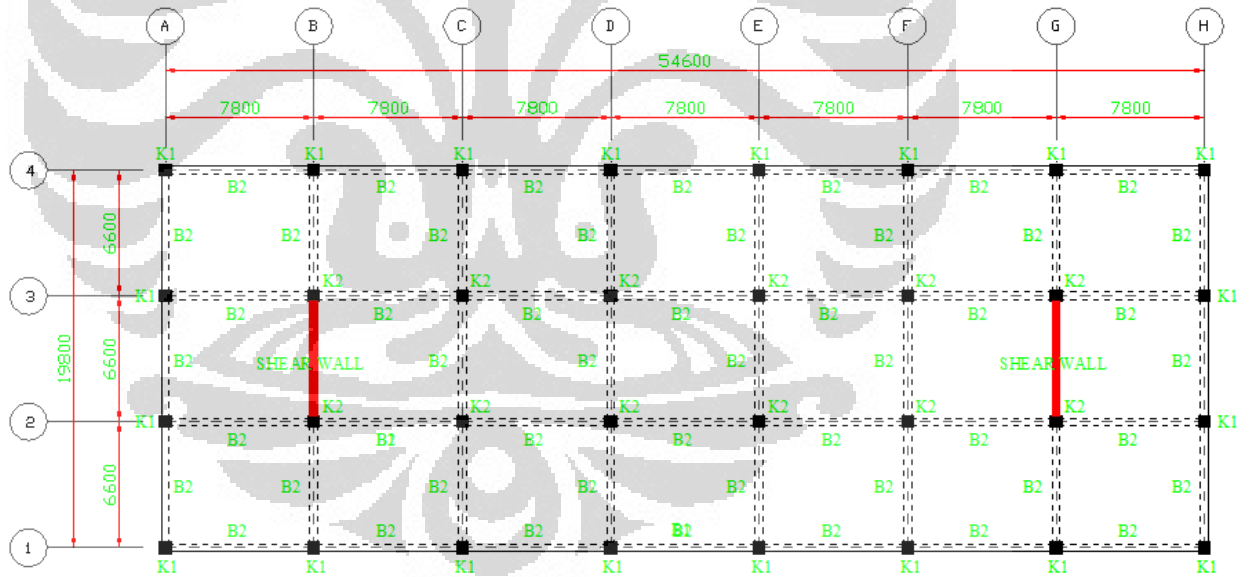 A B C D E F G H
54600
7800 7800 7800 7800 7800 7800 7800
K1 K1 K1 K1 K1 K1 K1 K1
4
B2 B2 B2 B2 B2 B2 B2
6600 B2 B2 B2 B2 B2 B2 B2 B2
K2 K2 K2 K2 K2 K2
3 K1 K1
B2 B2 B2 B2 B2 B2 B2
19800 6600 B2 SHEAR WALL B2 B2 B2 B2 SHEAR WALL B2
K2 K2 K2 K2 K2 K2
2 K1 K1
B2 B2 B2 B2 B2 B2 B2
6600 B2 B2 B2 B2 B2 B2 B2 B2
B2 B2 B2 B2 B2 B2
1
K1 K1 K1 K1 K1 K1 K1 K1